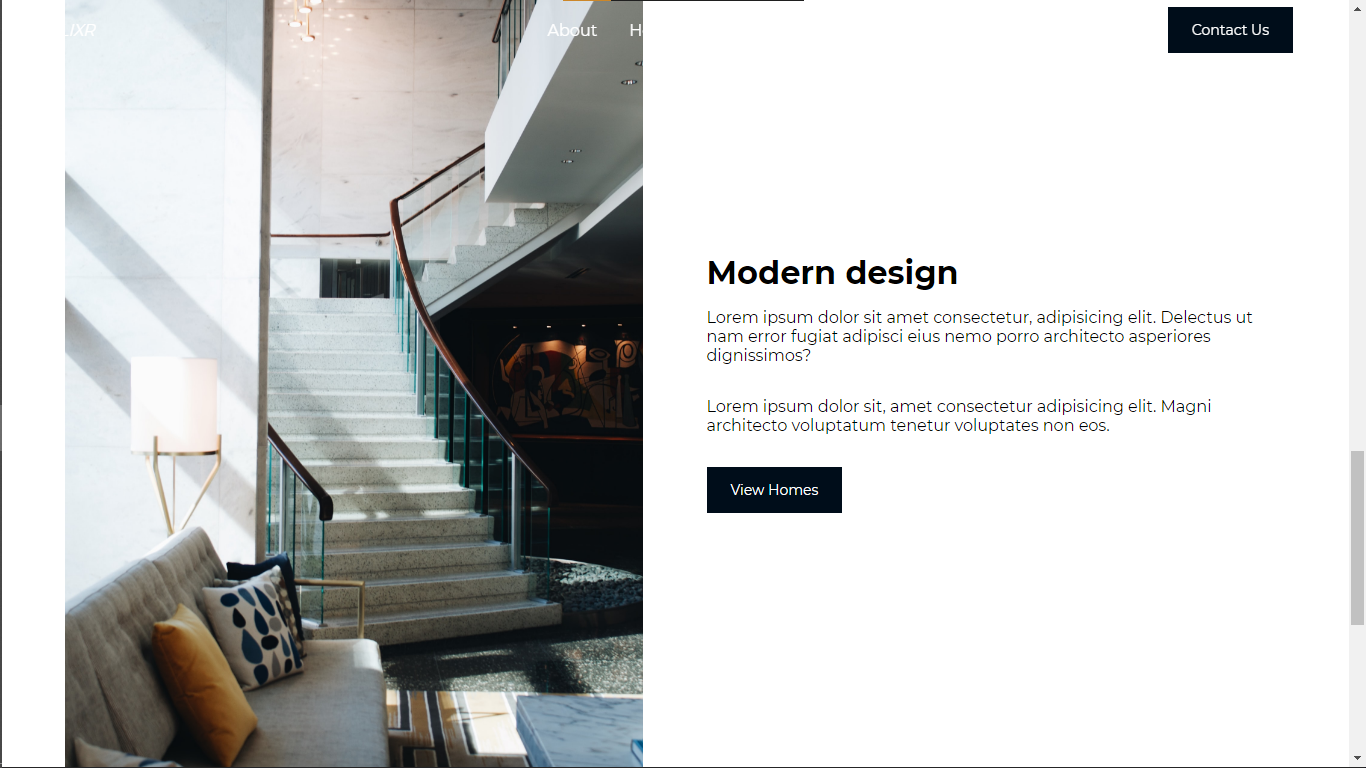 LIXR
About
Contact Us
Modern design
Lorem ipsum dolor sit amet consectetur, adipisicing elit. Delectus ut
nam error fugiat adipisci eius nemo porro architecto asperiores
dignissimos?
Lorem ipsum dolor sit, amet consectetur adipisicing elit. Magni
architecto voluptatum tenetur voluptates non eos.
View Homes